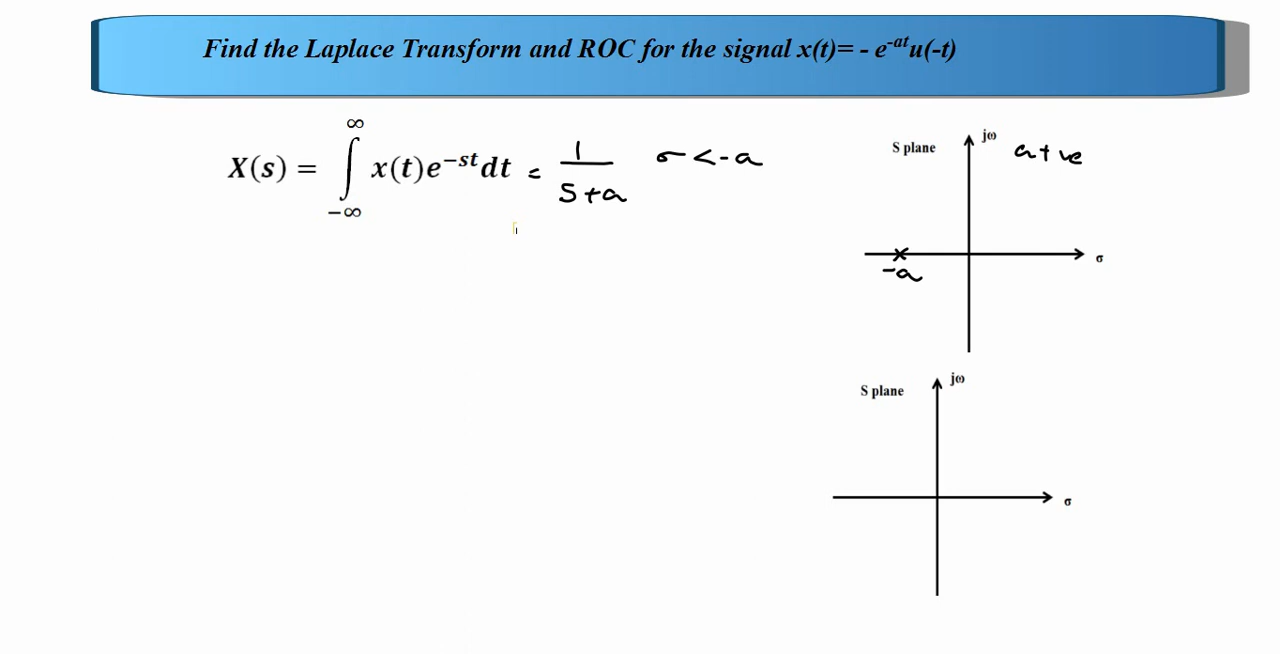 Find the Laplace Transform and ROC for the signal x(t)= - e^-at u(-t)
X(s) = ∫_{-∞}^{∞} x(t)e^{-st}dt = 1/(s+a) σ < -a
S plane
jω
a +ve
-a
σ
S plane
jω
σ